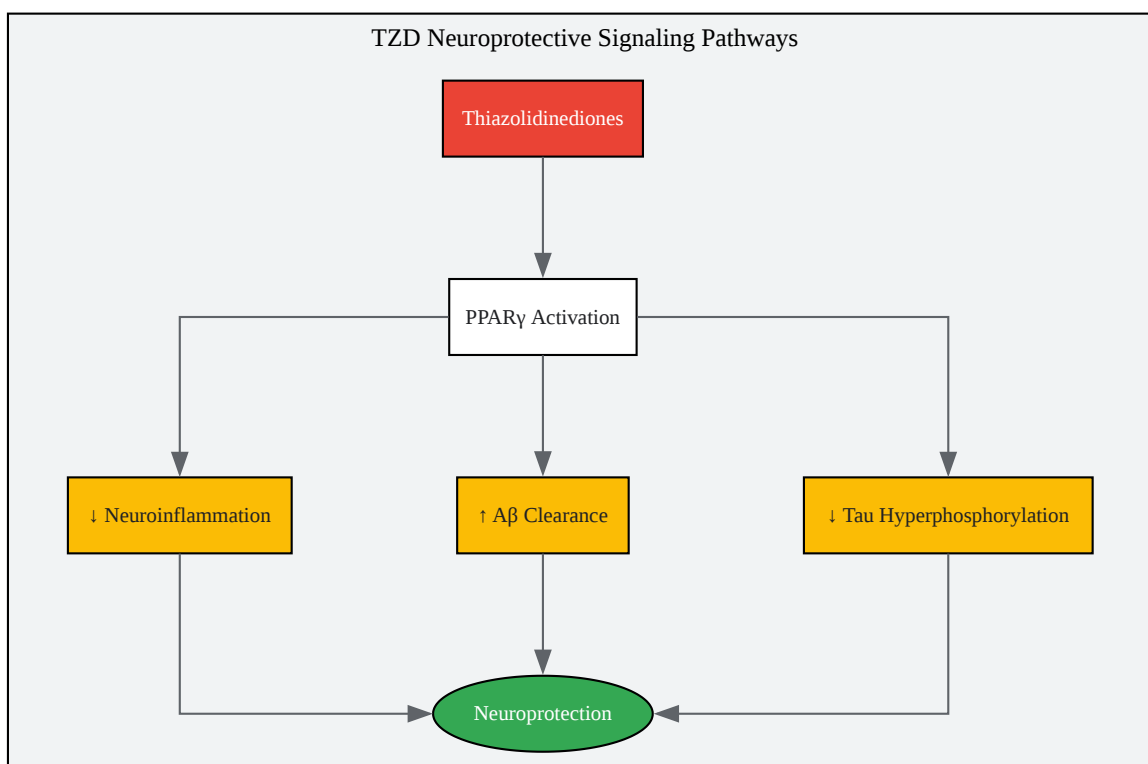 TZD Neuroprotective Signaling Pathways
Thiazolidinediones
PPARγ Activation
↓ Neuroinflammation
↑ Aβ Clearance
↓ Tau Hyperphosphorylation
Neuroprotection